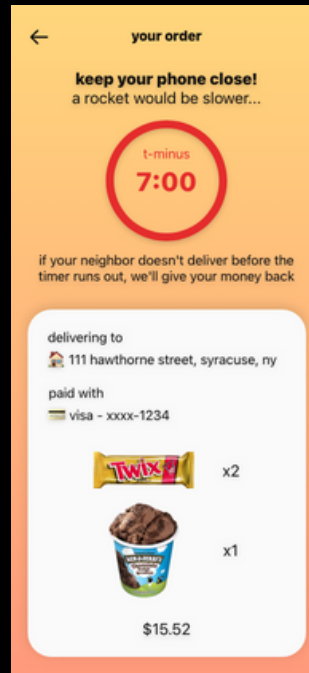 your order
keep your phone close!
a rocket would be slower...
t-minus
7:00
if your neighbor doesn't deliver before the
timer runs out, we'll give your money back
delivering to
111 hawthorne street, syracuse, ny
paid with
visa - xxxx-1234
TWIX
x2
BEN & JERRY'S
x1
$15.52